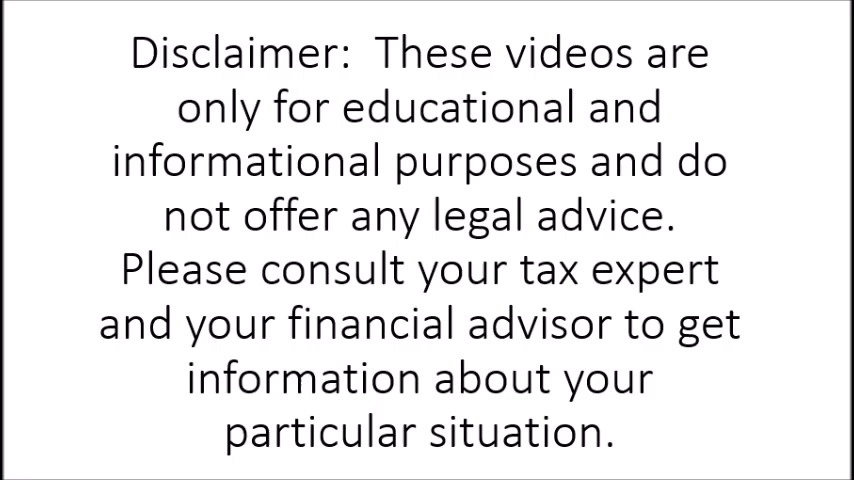 Disclaimer:  These videos are
only for educational and
informational purposes and do
not offer any legal advice.
Please consult your tax expert
and your financial advisor to get
information about your
particular situation.